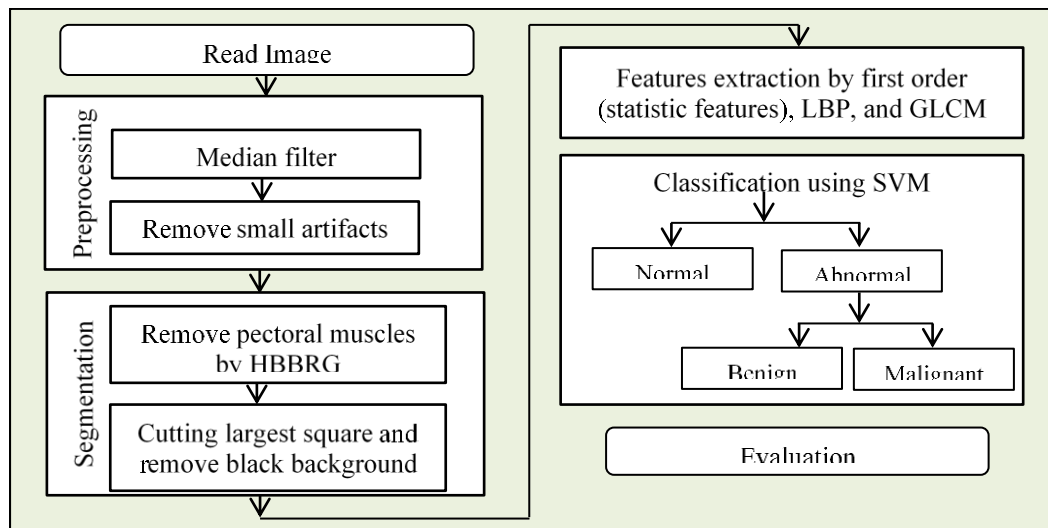 Read Image
Preprocessing
Median filter
Remove small artifacts
Segmentation
Remove pectoral muscles
by HBBRG
Cutting largest square and
remove black background
Features extraction by first order
(statistic features), LBP, and GLCM
Classification using SVM
Normal
Abnormal
Benign
Malignant
Evaluation